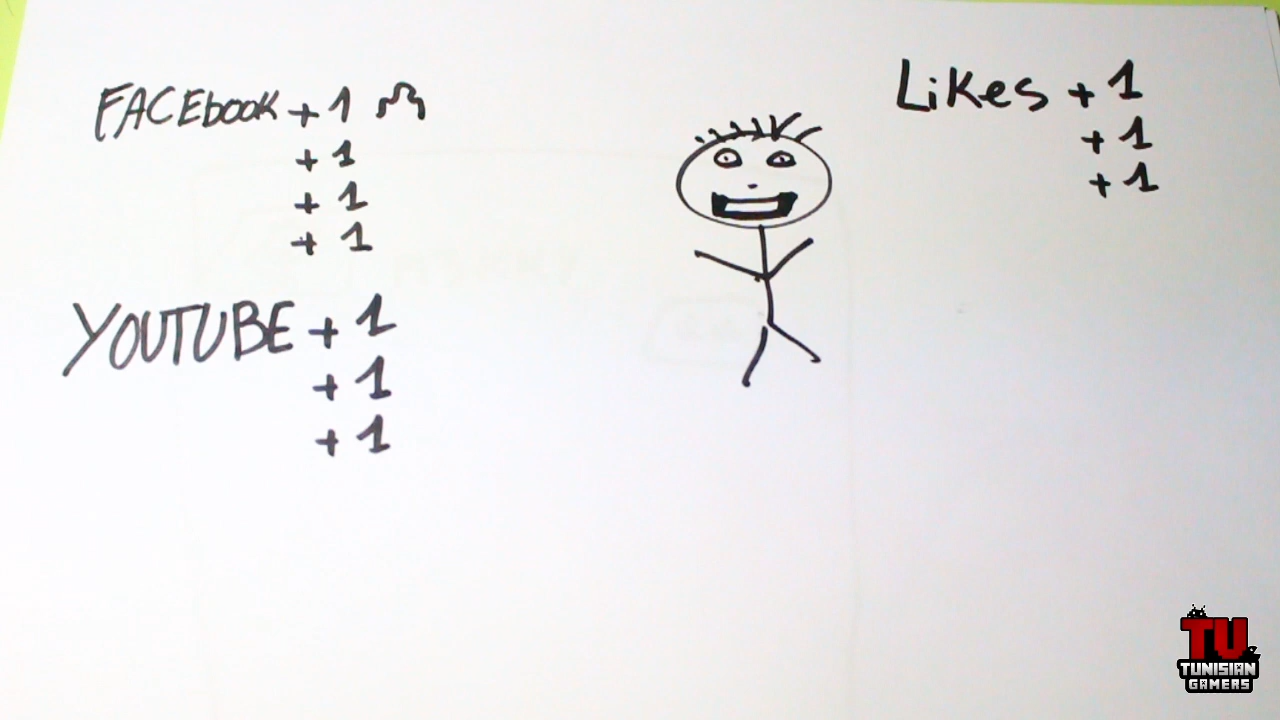 FACEbook + 1
+ 1
+ 1
+ 1
YOUTUBE + 1
+ 1
+ 1
Likes + 1
+ 1
+ 1
TU
TUNISIAN
GAMERS